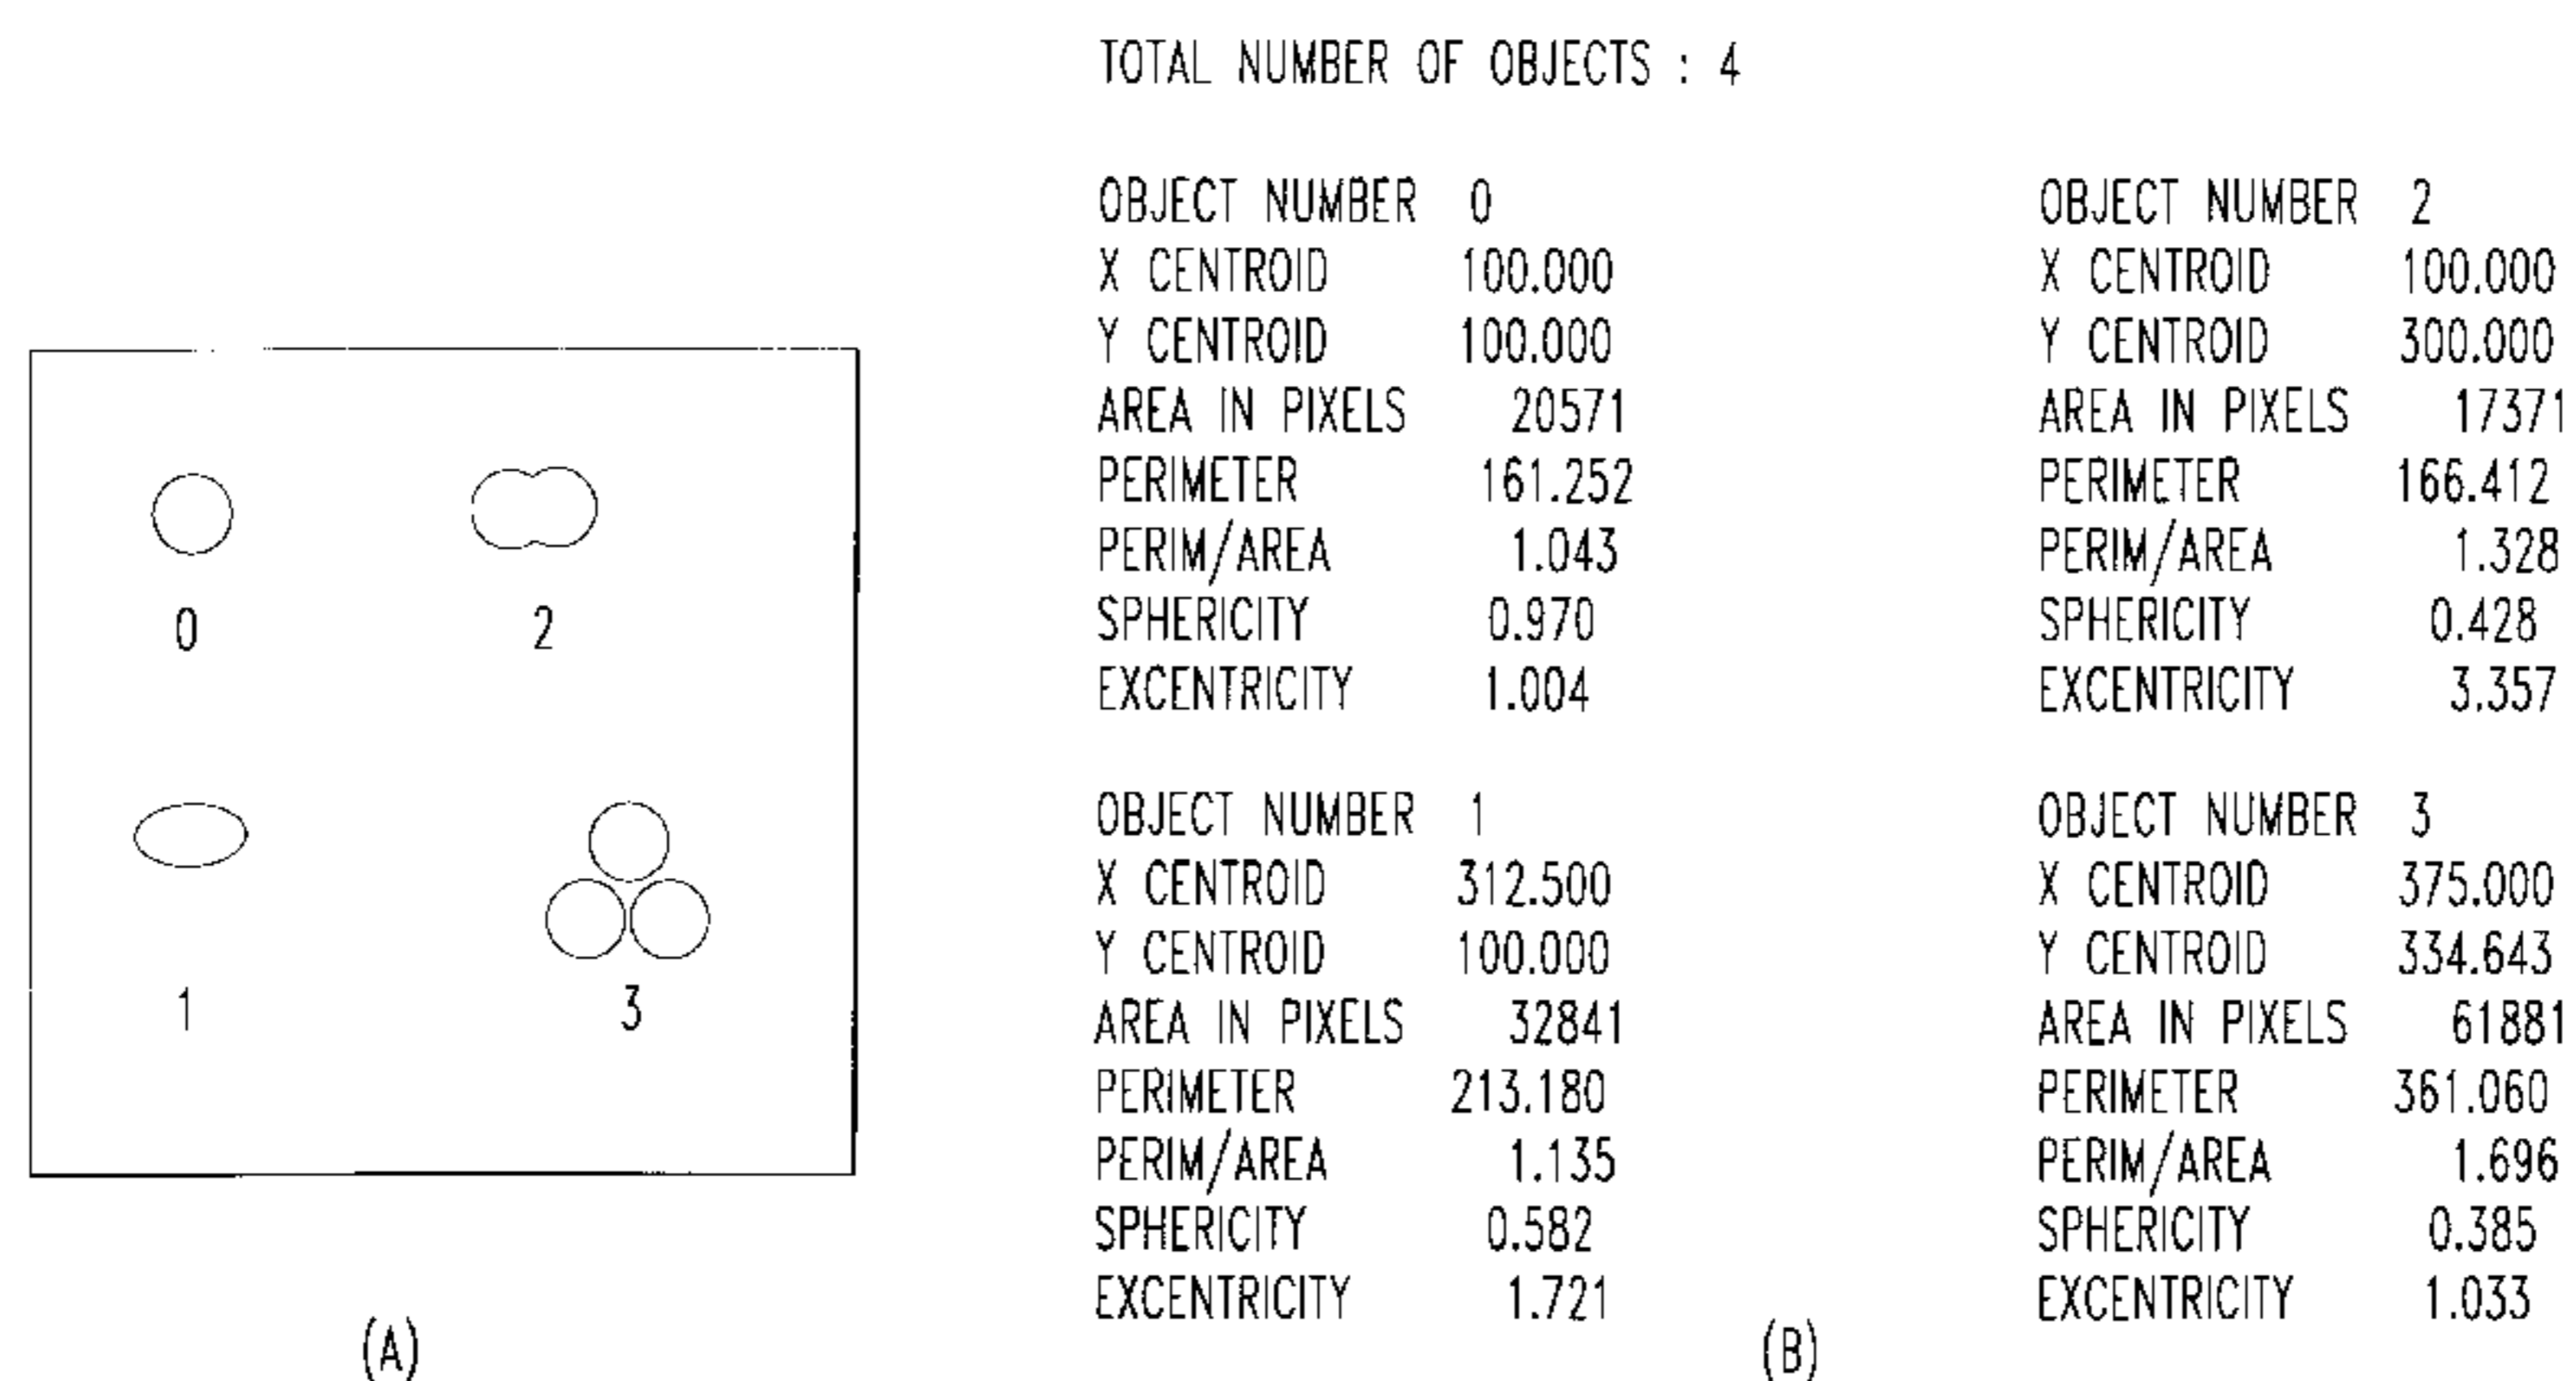 TOTAL NUMBER OF OBJECTS : 4
0
2
1
3
(A)
OBJECT NUMBER 0
X CENTROID 100.000
Y CENTROID 100.000
AREA IN PIXELS 20571
PERIMETER 161.252
PERIM/AREA 1.043
SPHERICITY 0.970
EXCENTRICITY 1.004
OBJECT NUMBER 1
X CENTROID 312.500
Y CENTROID 100.000
AREA IN PIXELS 32841
PERIMETER 213.180
PERIM/AREA 1.135
SPHERICITY 0.582
EXCENTRICITY 1.721
OBJECT NUMBER 2
X CENTROID 100.000
Y CENTROID 300.000
AREA IN PIXELS 17371
PERIMETER 166.412
PERIM/AREA 1.328
SPHERICITY 0.428
EXCENTRICITY 3.357
OBJECT NUMBER 3
X CENTROID 375.000
Y CENTROID 334.643
AREA IN PIXELS 61881
PERIMETER 361.060
PERIM/AREA 1.696
SPHERICITY 0.385
EXCENTRICITY 1.033
(B)